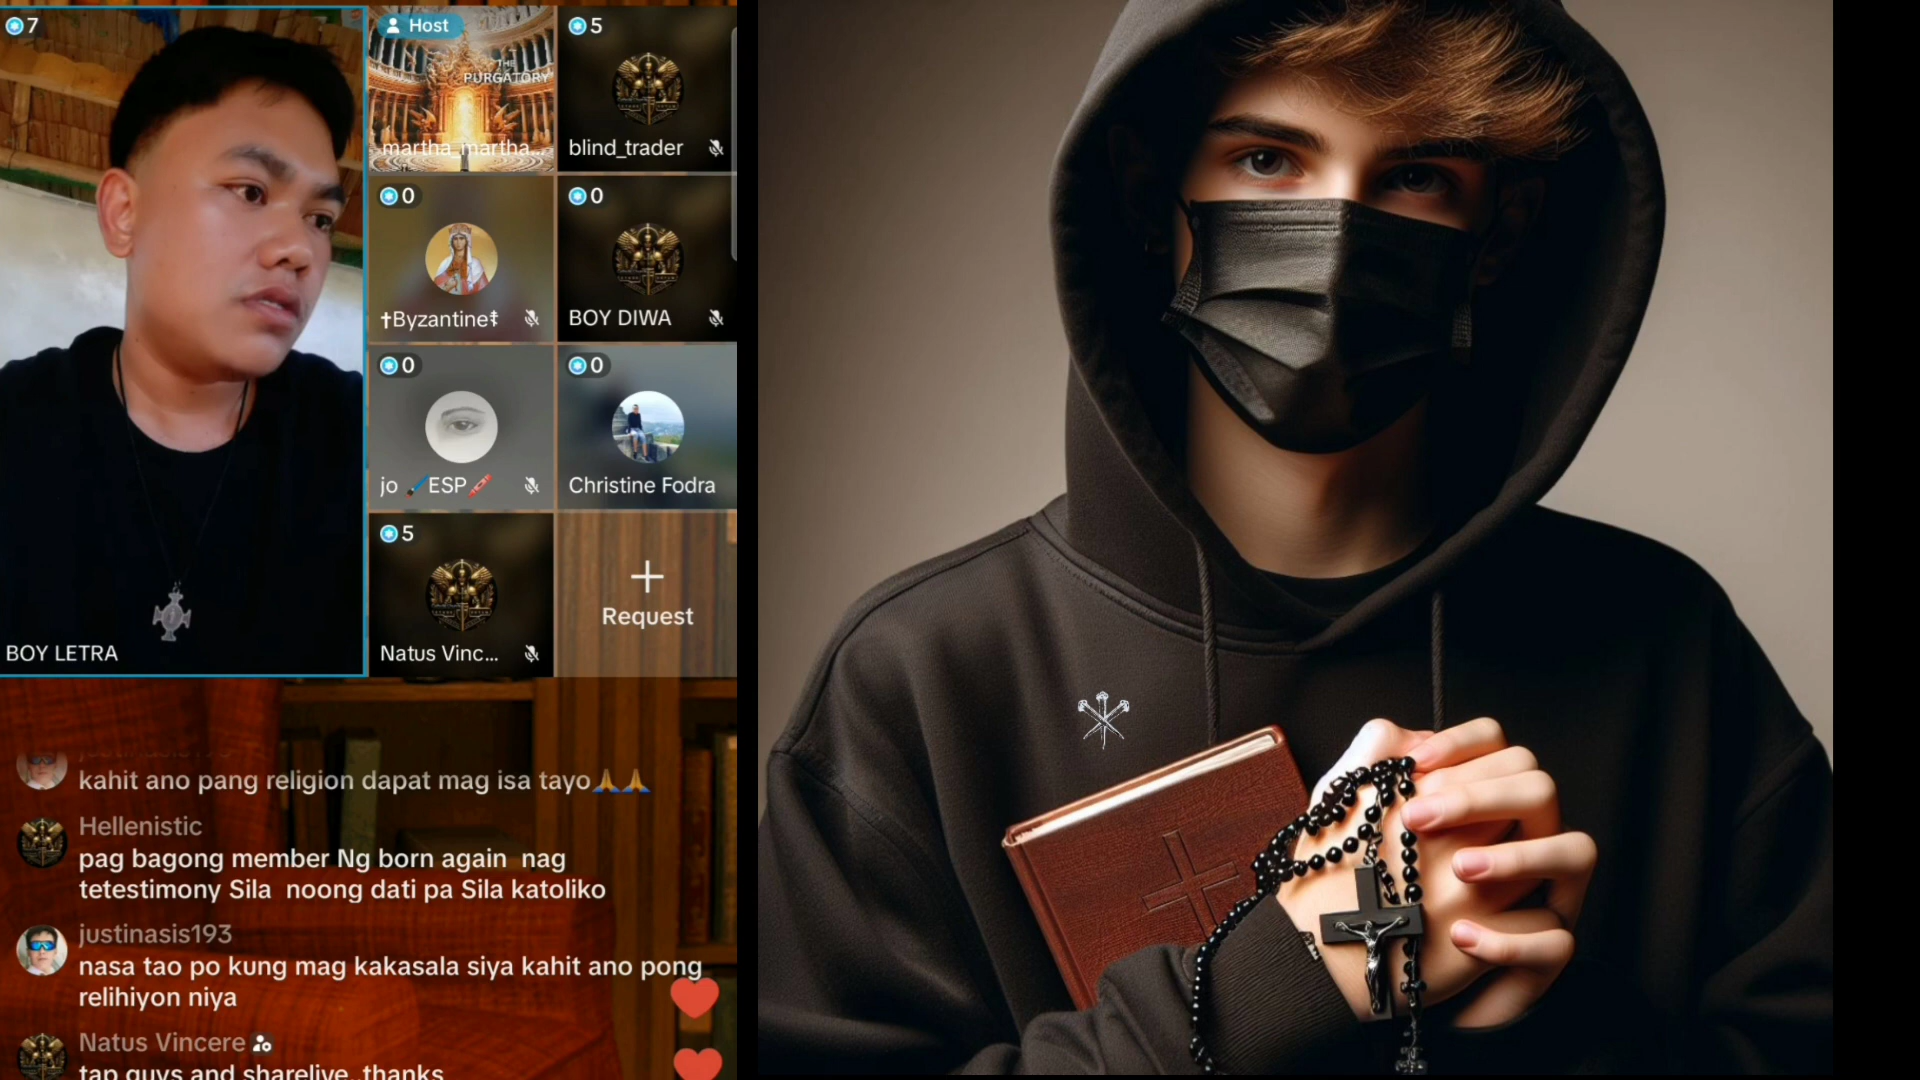 7
Host
THE
PURGATORY
martha_martha...
5
blind_trader
0
†Byzantine‡
0
BOY DIWA
0
jo 🖌️ESP🖍️
0
Christine Fodra
5
Natus Vinc...
+
Request
BOY LETRA
kahit ano pang religion dapat mag isa tayo🙏🙏
Hellenistic
pag bagong member Ng born again  nag
tetestimony Sila  noong dati pa Sila katoliko
justinasis193
nasa tao po kung mag kakasala siya kahit ano pong
relihiyon niya
Natus Vincere
tap guys and sharelive..thanks